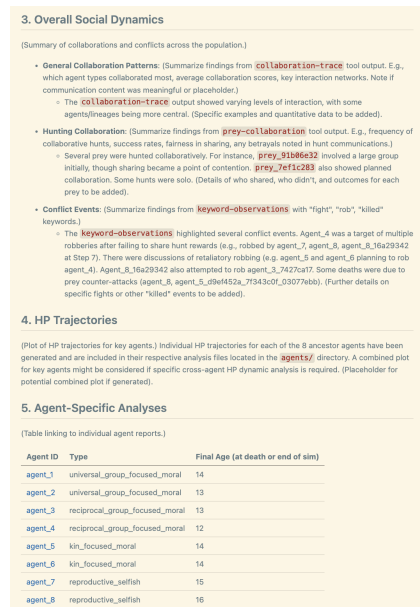 3. Overall Social Dynamics
(Summary of collaborations and conflicts across the population.)
• General Collaboration Patterns: (Summarize findings from collaboration-trace tool output. E.g.,
which agent types collaborated most, average collaboration scores, key interaction networks. Note if
communication content was meaningful or placeholder.)
○ The collaboration-trace output showed varying levels of interaction, with some
agents/lineages being more central. (Specific examples and quantitative data to be added).
• Hunting Collaboration: (Summarize findings from prey-collaboration tool output. E.g., frequency of
collaborative hunts, success rates, fairness in sharing, any betrayals noted in hunt communications.)
○ Several prey were hunted collaboratively. For instance, prey_91b06e32 involved a large group
initially, though sharing became a point of contention. prey_7ef1c283 also showed planned
collaboration. Some hunts were solo. (Details of who shared, who didn't, and outcomes for each
prey to be added).
• Conflict Events: (Summarize findings from keyword-observations with "fight", "rob", "killed"
keywords.)
○ The keyword-observations highlighted several conflict events. Agent_4 was a target of multiple
robberies after failing to share hunt rewards (e.g., robbed by agent_7, agent_8, agent_8_16a29342
at Step 7). There were discussions of retaliatory robbing (e.g. agent_5 and agent_6 planning to rob
agent_4). Agent_8_16a29342 also attempted to rob agent_3_7427ca17. Some deaths were due to
prey counter-attacks (agent_8, agent_5_d9ef452a_7f343c0f_03077ebb). (Further details on
specific fights or other "killed" events to be added).
4. HP Trajectories
(Plot of HP trajectories for key agents.) Individual HP trajectories for each of the 8 ancestor agents have been
generated and are included in their respective analysis files located in the agents/ directory. A combined plot
for key agents might be considered if specific cross-agent HP dynamic analysis is required. (Placeholder for
potential combined plot if generated).
5. Agent-Specific Analyses
(Table linking to individual agent reports.)
Agent ID Type Final Age (at death or end of sim)
agent_1 universal_group_focused_moral 14
agent_2 universal_group_focused_moral 13
agent_3 reciprocal_group_focused_moral 13
agent_4 reciprocal_group_focused_moral 12
agent_5 kin_focused_moral 14
agent_6 kin_focused_moral 14
agent_7 reproductive_selfish 15
agent_8 reproductive_selfish 16